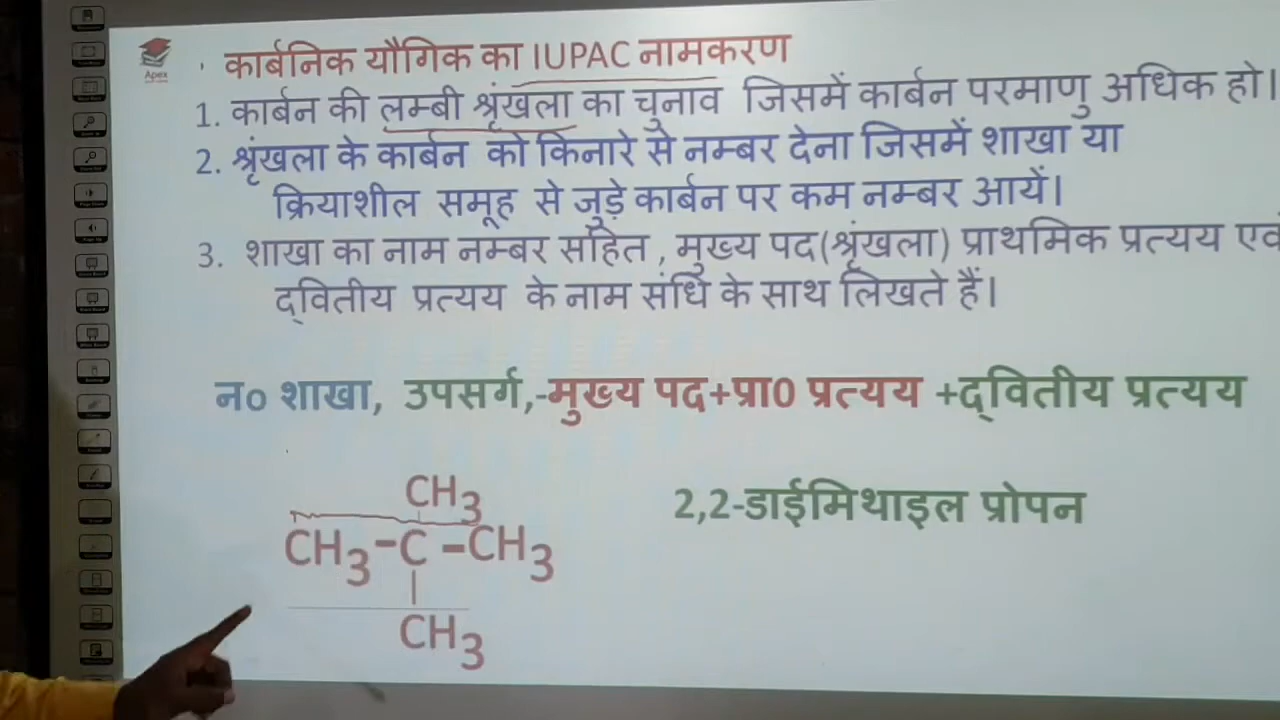 Apex
· कार्बनिक यौगिक का IUPAC नामकरण
1. कार्बन की लम्बी श्रृंखला का चुनाव जिसमें कार्बन परमाणु अधिक हो।
2. श्रृंखला के कार्बन को किनारे से नम्बर देना जिसमें शाखा या
क्रियाशील समूह से जुड़े कार्बन पर कम नम्बर आयें।
3. शाखा का नाम नम्बर सहित , मुख्य पद(श्रृंखला) प्राथमिक प्रत्यय एवं
द्वितीय प्रत्यय के नाम संधि के साथ लिखते हैं।
न० शाखा, उपसर्ग,-मुख्य पद+प्रा0 प्रत्यय +द्वितीय प्रत्यय
CH3
CH3-C-CH3
CH3
2,2-डाईमिथाइल प्रोपन